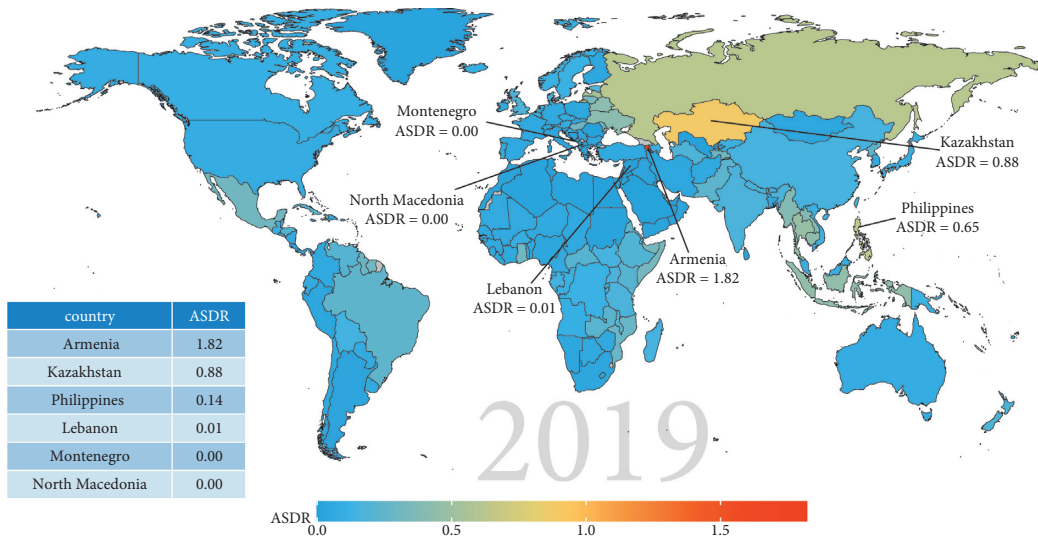 Montenegro
ASDR = 0.00
Kazakhstan
ASDR = 0.88
North Macedonia
ASDR = 0.00
Philippines
ASDR = 0.65
Armenia
ASDR = 1.82
Lebanon
ASDR = 0.01
country ASDR
Armenia 1.82
Kazakhstan 0.88
Philippines 0.14
Lebanon 0.01
Montenegro 0.00
North Macedonia 0.00
2019
ASDR
0.0 0.5 1.0 1.5